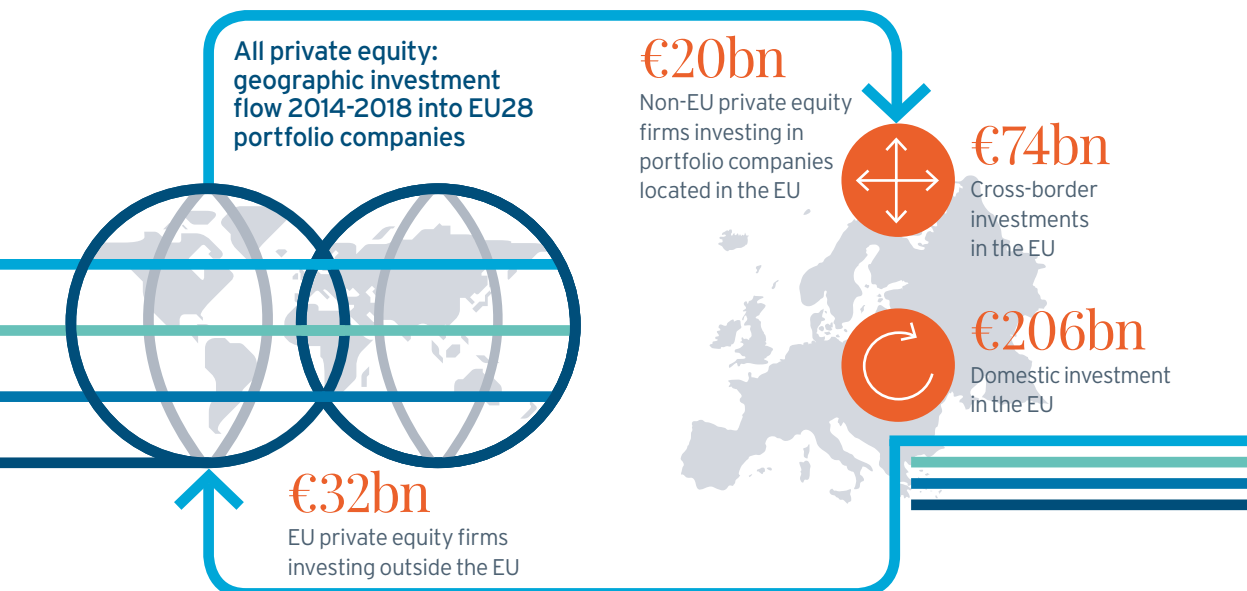 All private equity:
geographic investment
flow 2014-2018 into EU28
portfolio companies
€20bn
Non-EU private equity
firms investing in
portfolio companies
located in the EU
€74bn
Cross-border
investments
in the EU
€206bn
Domestic investment
in the EU
€32bn
EU private equity firms
investing outside the EU